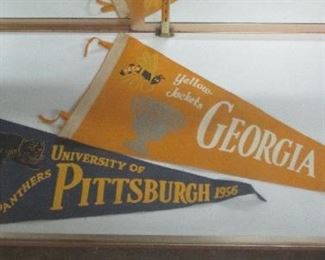 Yellow
Jackets
GEORGIA
PANTHERS
UNIVERSITY OF
PITTSBURGH 1956